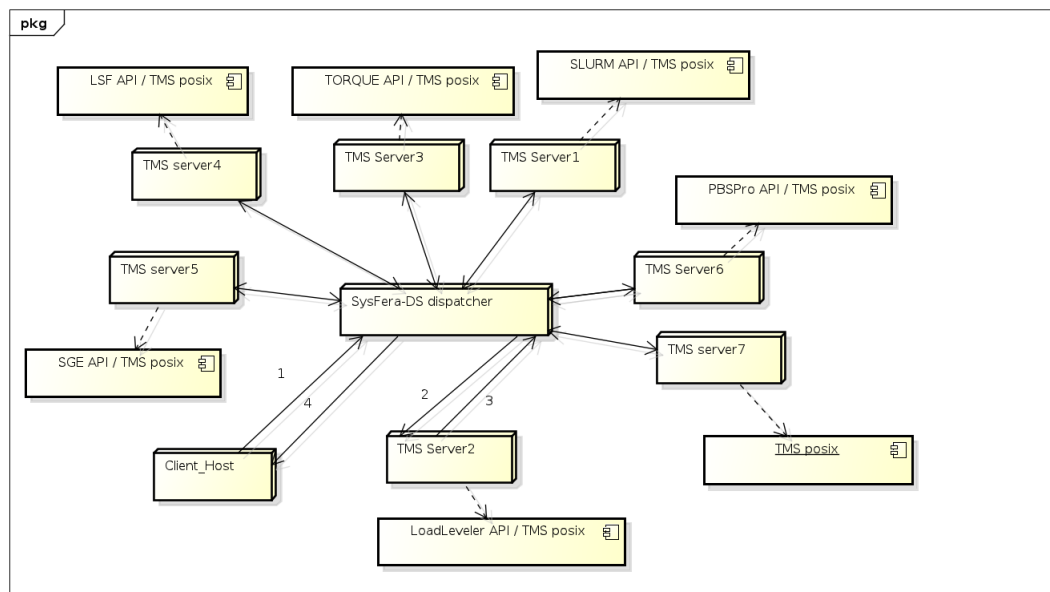 pkg
SLURM API / TMS posix
LSF API / TMS posix
TORQUE API / TMS posix
TMS Server3
TMS Server1
TMS server4
PBSPro API / TMS posix
TMS server5
TMS Server6
SysFera-DS dispatcher
TMS server7
SGE API / TMS posix
1
2
4
3
TMS Server2
TMS posix
Client_Host
LoadLeveler API / TMS posix